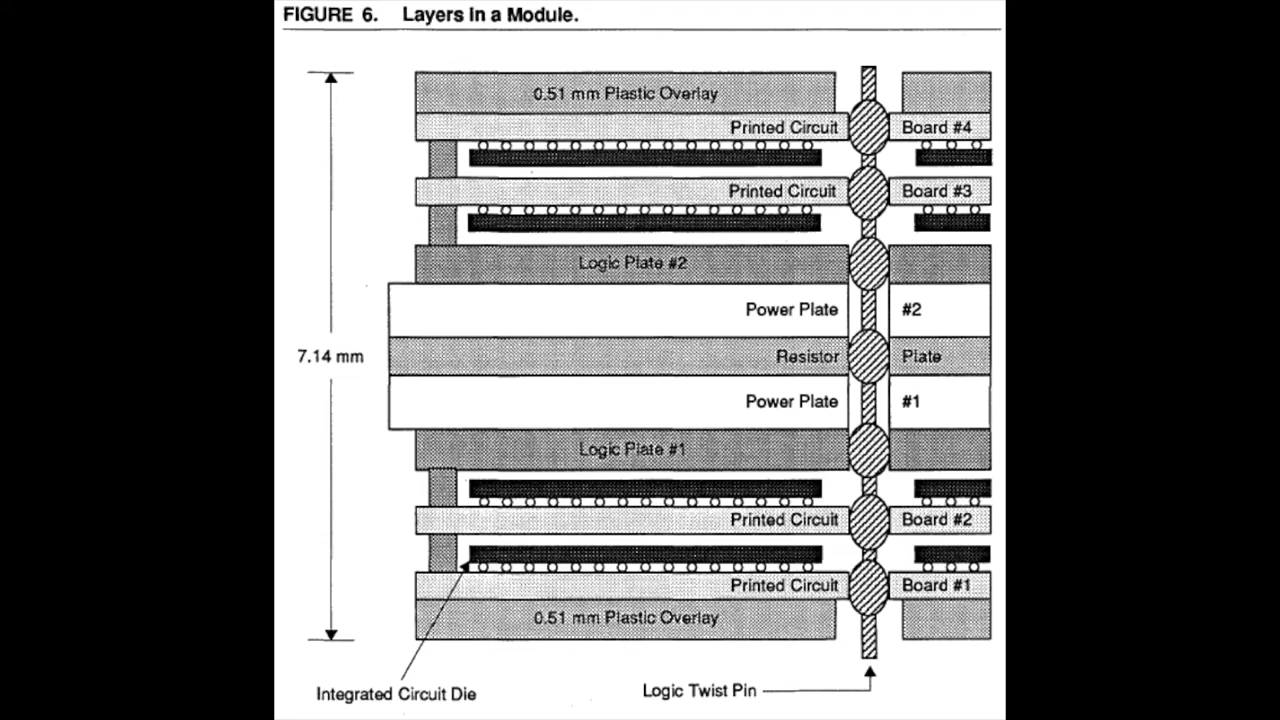 FIGURE 6. Layers in a Module.
0.51 mm Plastic Overlay
Printed Circuit Board #4
Printed Circuit Board #3
Logic Plate #2
Power Plate #2
7.14 mm Resistor Plate
Power Plate #1
Logic Plate #1
Printed Circuit Board #2
Printed Circuit Board #1
0.51 mm Plastic Overlay
Integrated Circuit Die
Logic Twist Pin